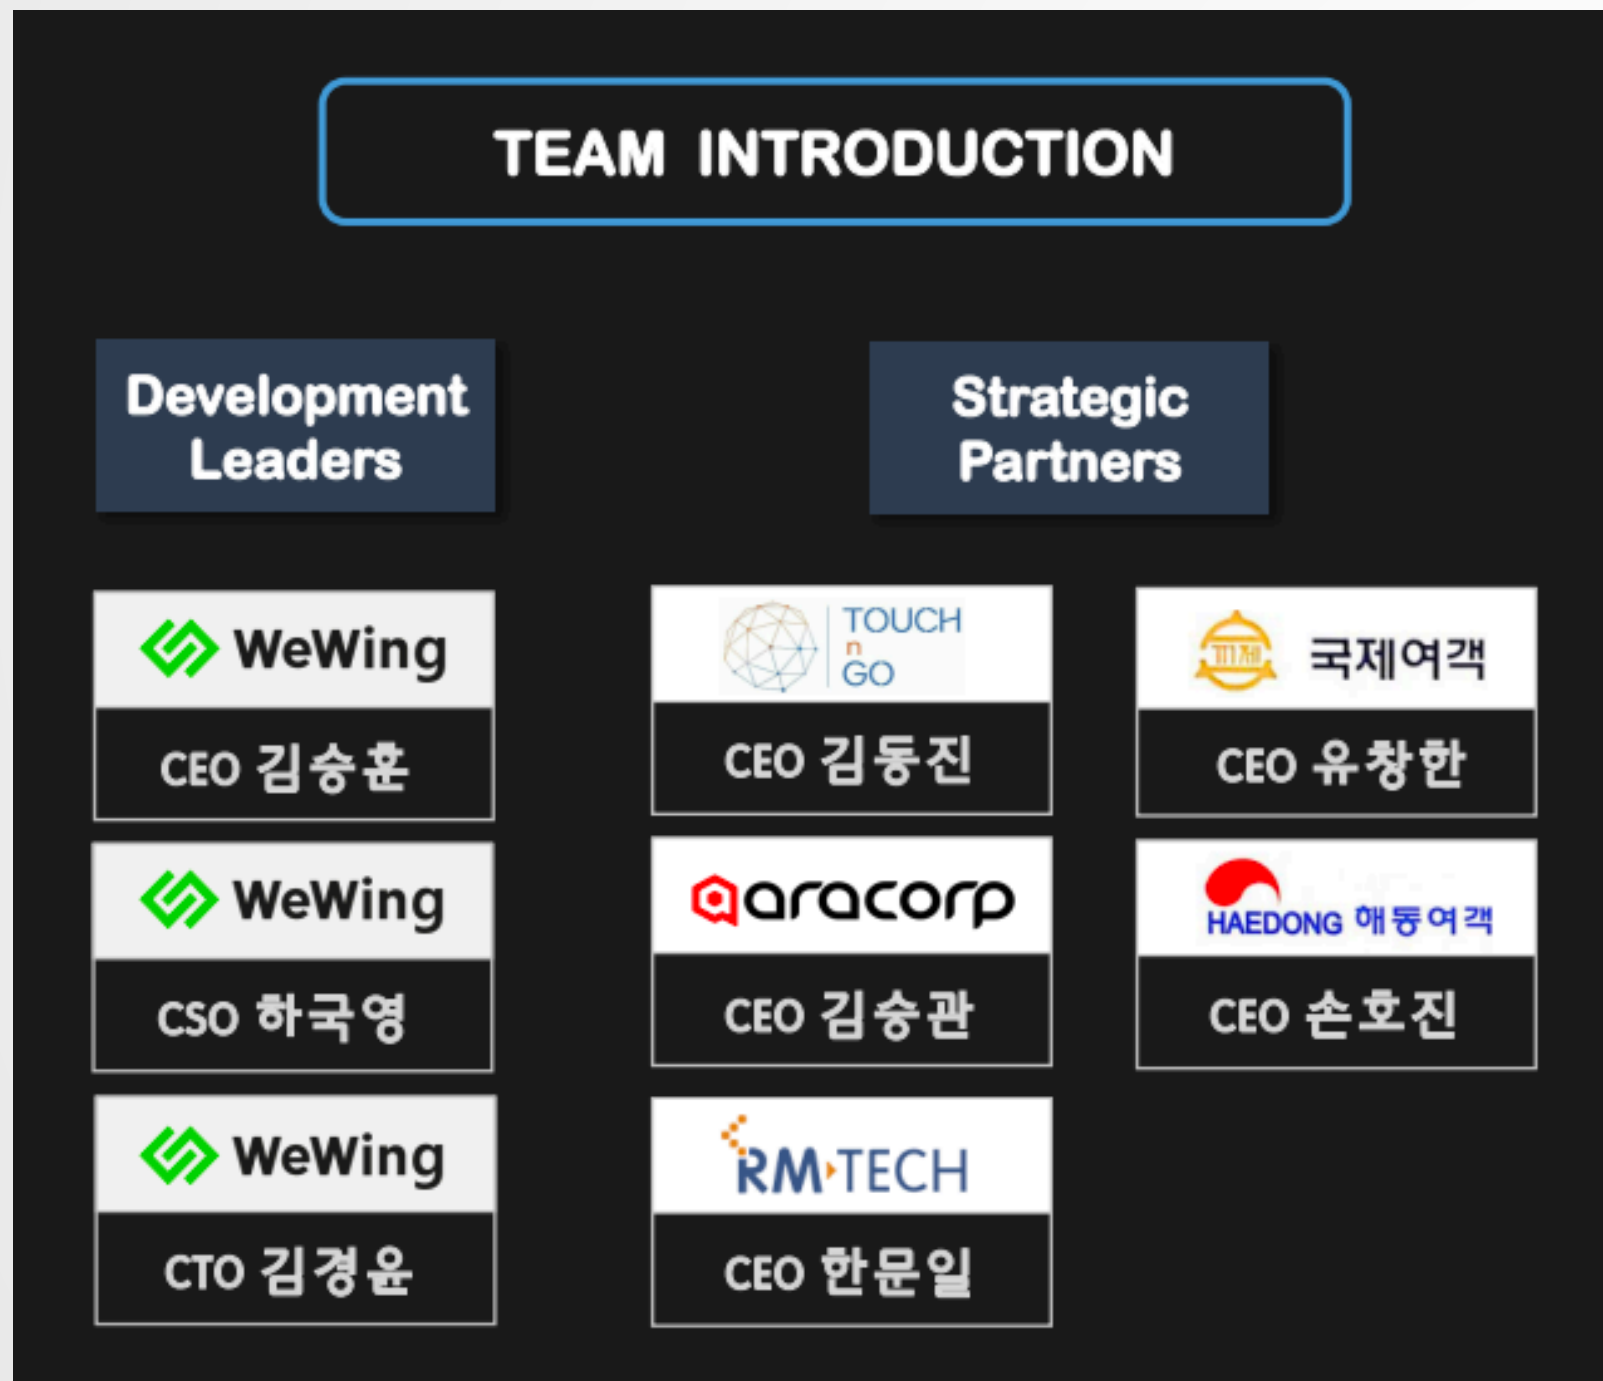 TEAM INTRODUCTION
Development
Leaders
WeWing
CEO 김승훈
WeWing
CSO 하국영
WeWing
CTO 김경윤
Strategic
Partners
TOUCH
n
GO
CEO 김동진
국제
국제여객
CEO 유창한
aracorp
CEO 김승관
HAEDONG 해동여객
CEO 손호진
RM TECH
CEO 한문일